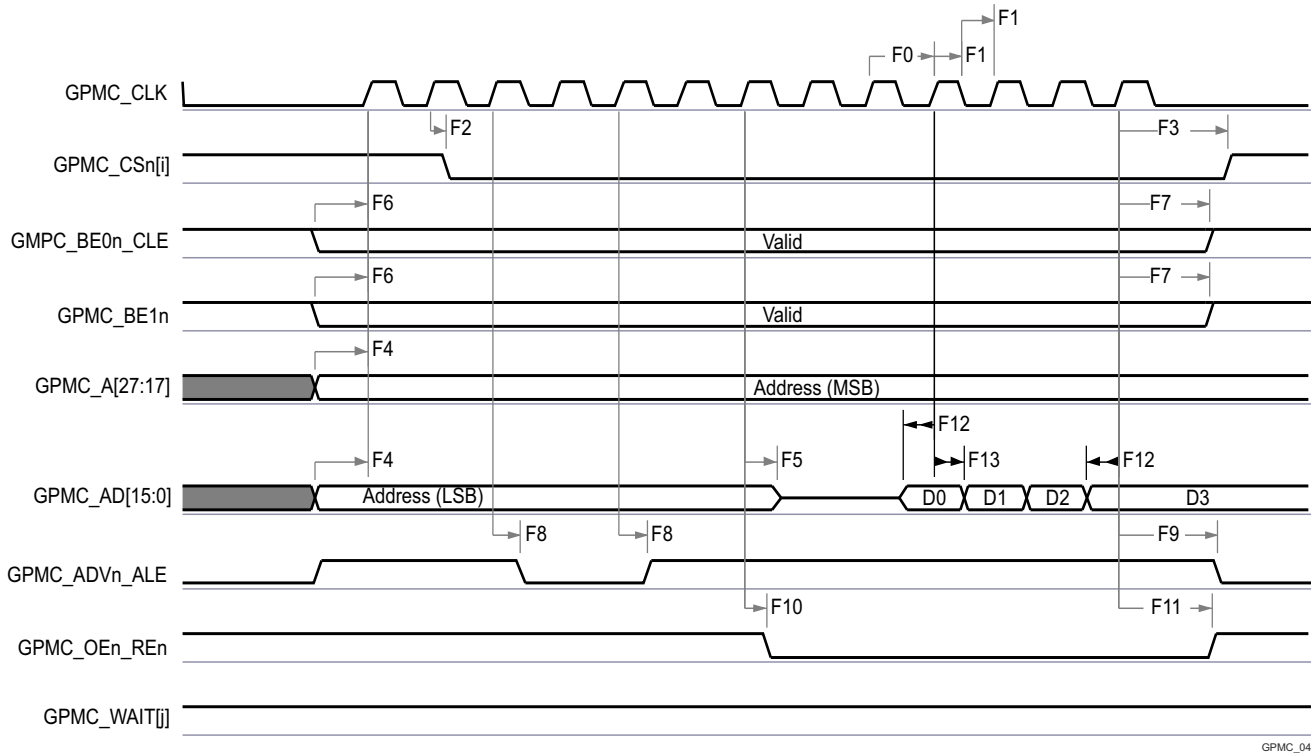 F1
F0 F1
GPMC_CLK
F2 F3
GPMC_CSn[i]
F6 F7
GMPC_BE0n_CLE Valid
F6 F7
GPMC_BE1n Valid
F4
GPMC_A[27:17] Address (MSB)
F12
F4 F5 F13 F12
GPMC_AD[15:0] Address (LSB) D0 D1 D2 D3
F8 F8 F9
GPMC_ADVn_ALE
F10 F11
GPMC_OEn_REn
GPMC_WAIT[j]
GPMC_04